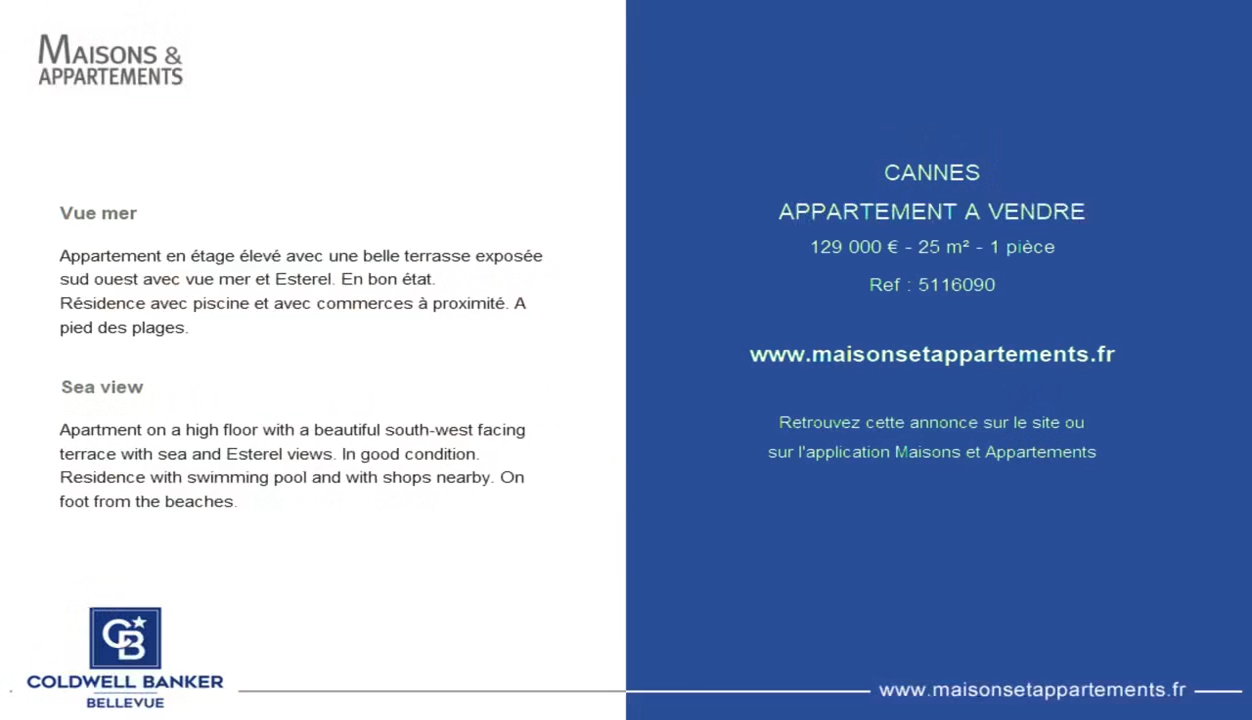 MAISONS &
APPARTEMENTS
Vue mer
Appartement en étage élevé avec une belle terrasse exposée
sud ouest avec vue mer et Esterel. En bon état.
Résidence avec piscine et avec commerces à proximité. A
pied des plages.
Sea view
Apartment on a high floor with a beautiful south-west facing
terrace with sea and Esterel views. In good condition.
Residence with swimming pool and with shops nearby. On
foot from the beaches.
CB
COLDWELL BANKER
BELLEVUE
CANNES
APPARTEMENT A VENDRE
129 000 € - 25 m² - 1 pièce
Ref : 5116090
www.maisonsetappartements.fr
Retrouvez cette annonce sur le site ou
sur l'application Maisons et Appartements
www.maisonsetappartements.fr